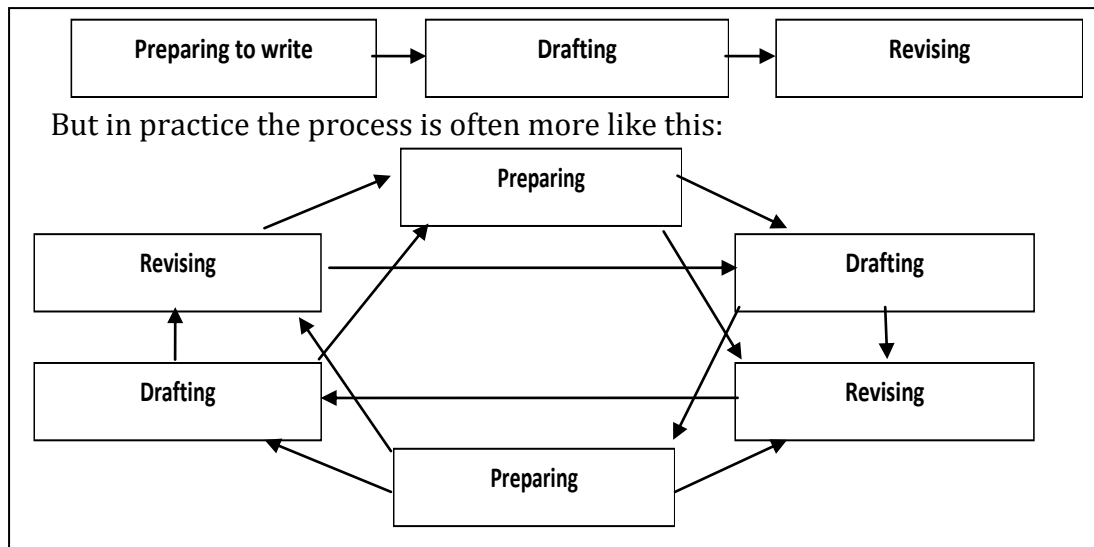 Preparing to write Drafting Revising
But in practice the process is often more like this:
Preparing
Revising Drafting
Drafting Revising
Preparing